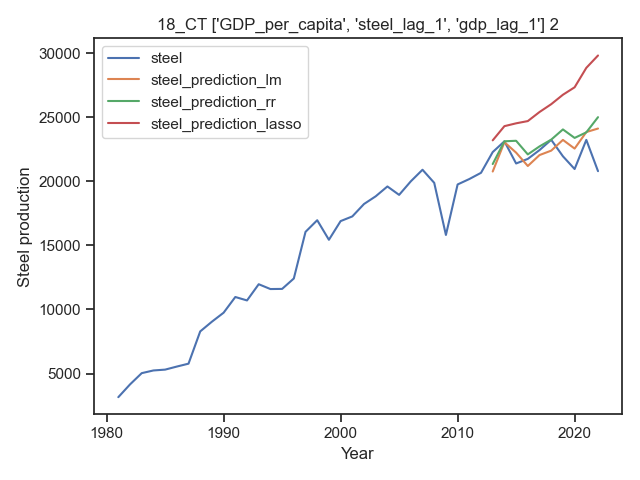 18_CT ['GDP_per_capita', 'steel_lag_1', 'gdp_lag_1'] 2
steel
steel_prediction_lm
steel_prediction_rr
steel_prediction_lasso
Steel production
30000
25000
20000
15000
10000
5000
1980
1990
2000
2010
2020
Year